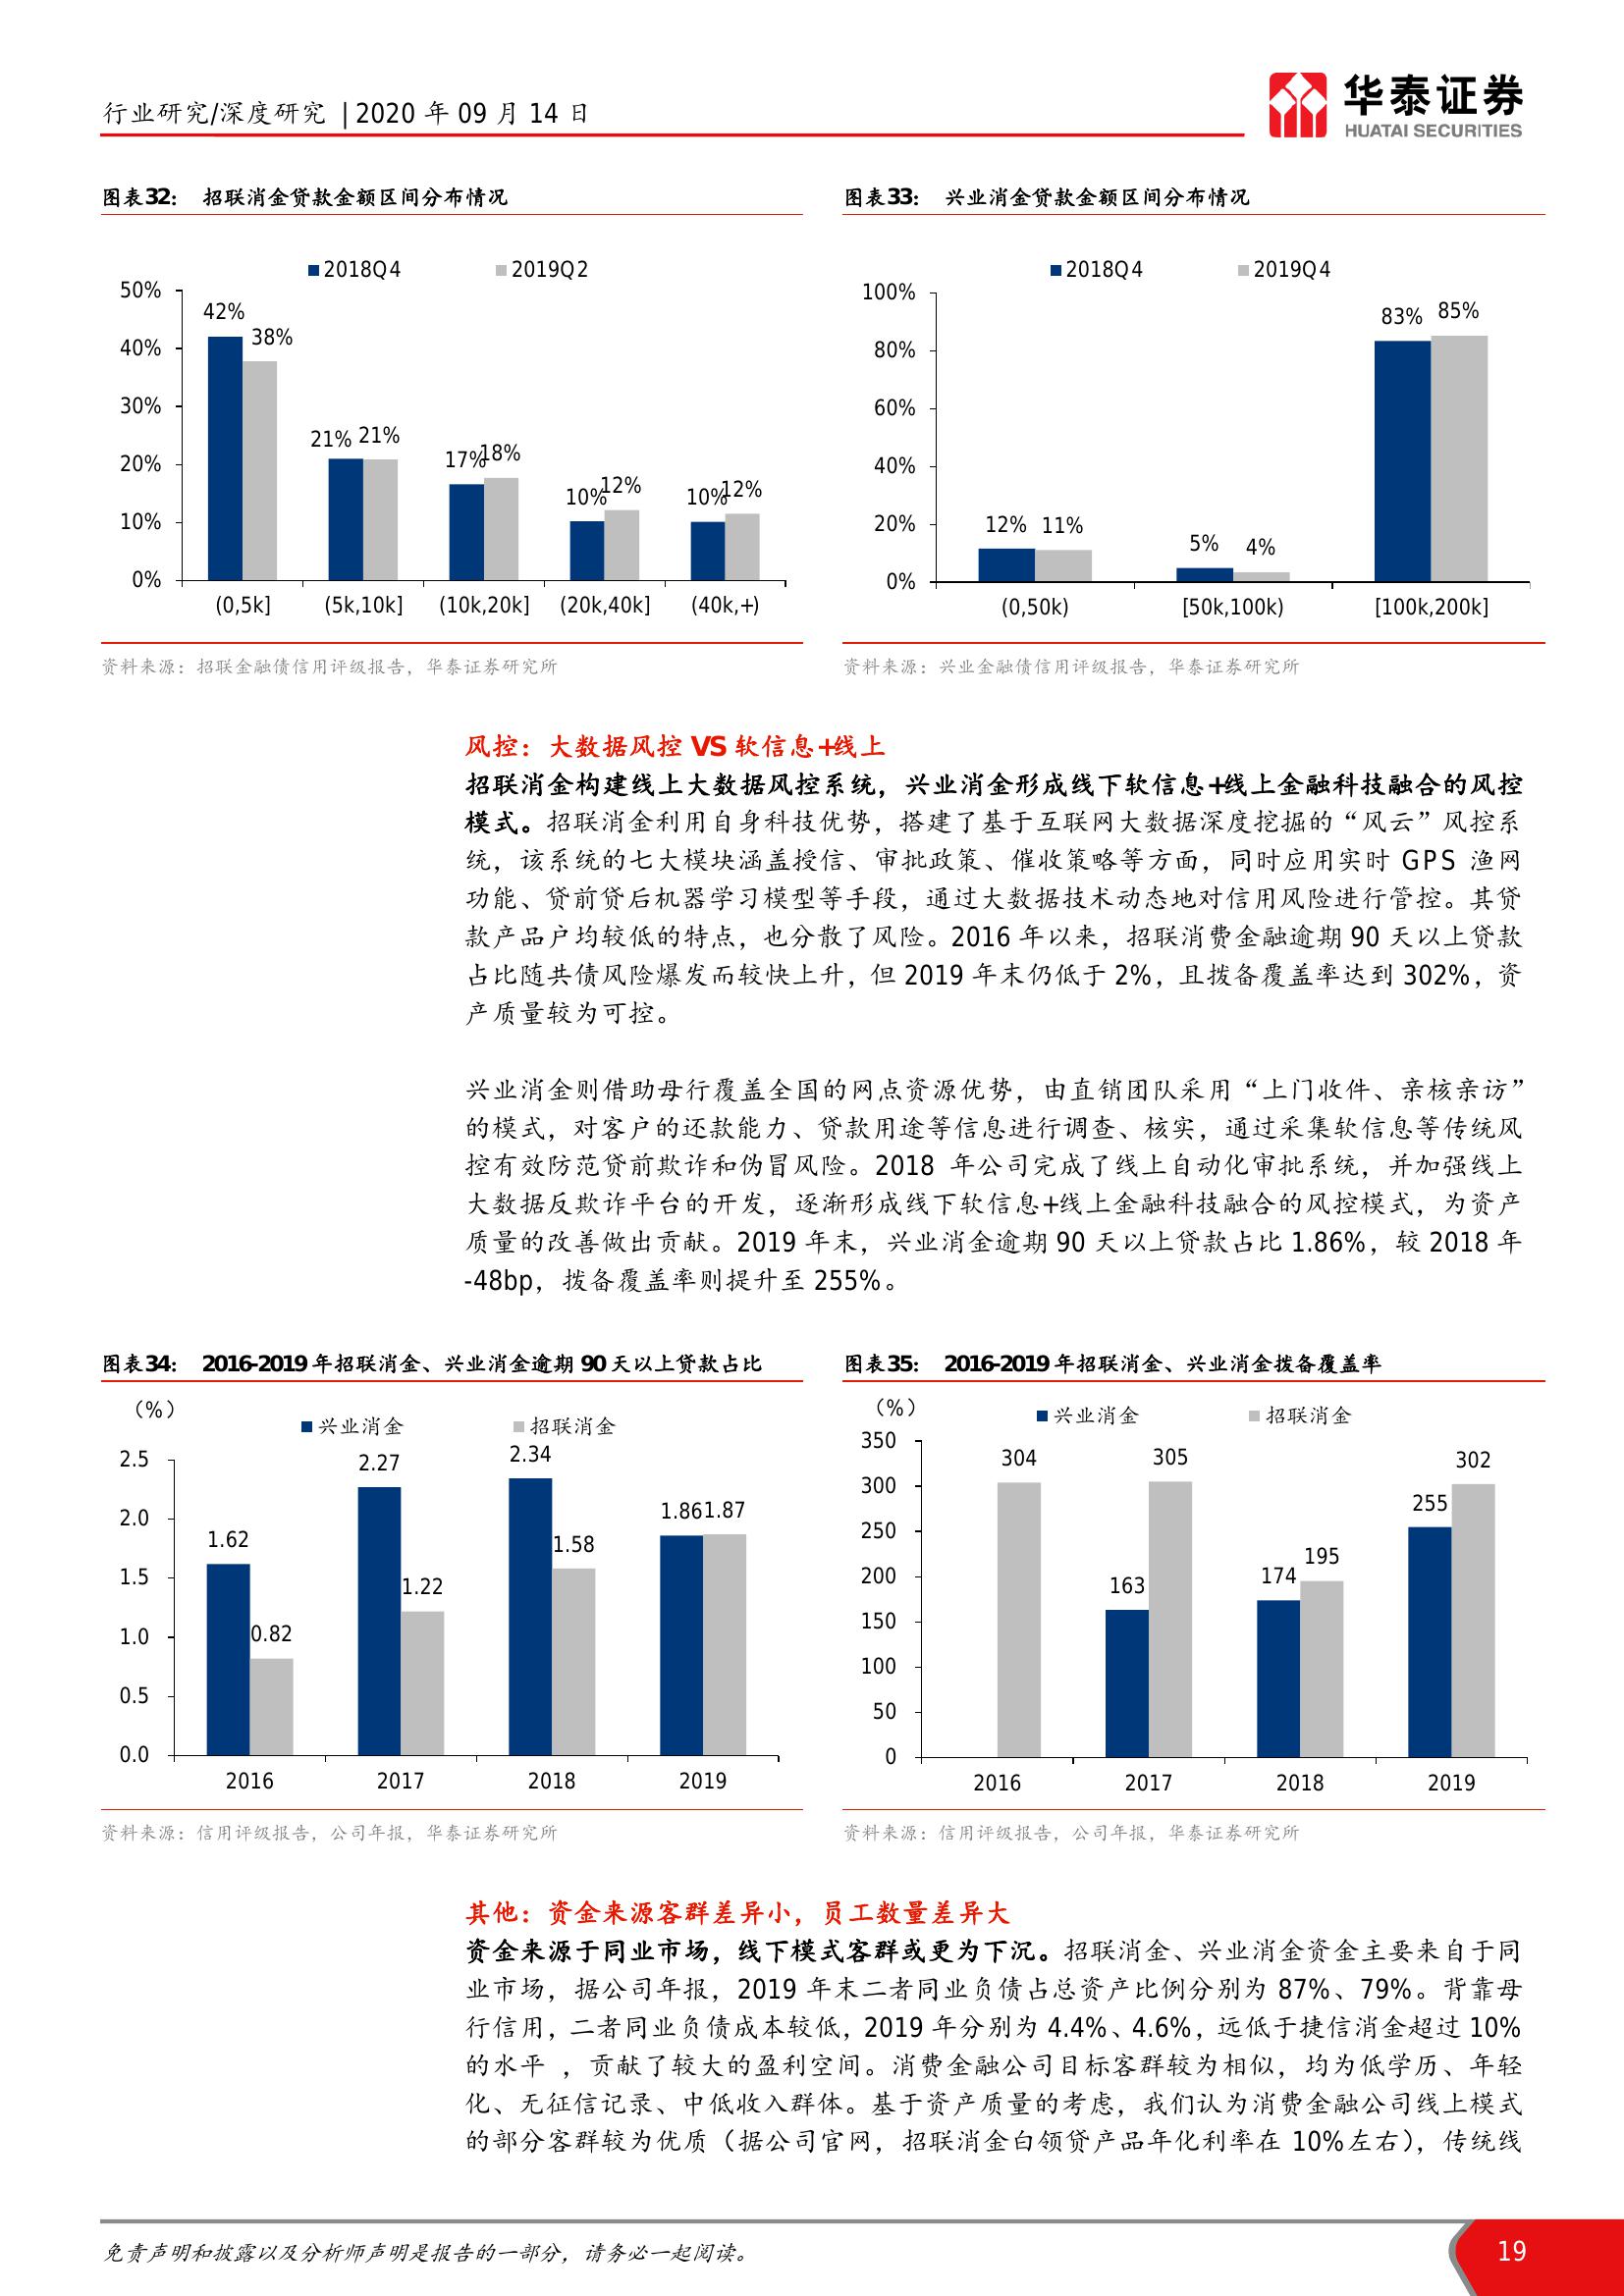 行业研究/深度研究 | 2020 年 09 月 14 日
华泰证券
HUATAI SECURITIES
图表32： 招联消金贷款金额区间分布情况
2018Q4 2019Q2
50%
40%
30%
20%
10%
0%
42% 38%
21% 21%
17% 18%
10% 12%
10% 12%
(0,5k] (5k,10k] (10k,20k] (20k,40k] (40k,+)
资料来源：招联金融债信用评级报告，华泰证券研究所
图表33： 兴业消金贷款金额区间分布情况
2018Q4 2019Q4
100%
80%
60%
40%
20%
0%
12% 11%
5% 4%
83% 85%
(0,50k) [50k,100k) [100k,200k]
资料来源：兴业金融债信用评级报告，华泰证券研究所
风控：大数据风控 VS 软信息+线上
招联消金构建线上大数据风控系统，兴业消金形成线下软信息+线上金融科技融合的风控
模式。招联消金利用自身科技优势，搭建了基于互联网大数据深度挖掘的“风云”风控系
统，该系统的七大模块涵盖授信、审批政策、催收策略等方面，同时应用实时 GPS 渔网
功能、贷前贷后机器学习模型等手段，通过大数据技术动态地对信用风险进行管控。其贷
款产品户均较低的特点，也分散了风险。2016 年以来，招联消费金融逾期 90 天以上贷款
占比随共债风险爆发而较快上升，但 2019 年末仍低于 2%，且拨备覆盖率达到 302%，资
产质量较为可控。
兴业消金则借助母行覆盖全国的网点资源优势，由直销团队采用“上门收件、亲核亲访”
的模式，对客户的还款能力、贷款用途等信息进行调查、核实，通过采集软信息等传统风
控有效防范贷前欺诈和伪冒风险。2018 年公司完成了线上自动化审批系统，并加强线上
大数据反欺诈平台的开发，逐渐形成线下软信息+线上金融科技融合的风控模式，为资产
质量的改善做出贡献。2019 年末，兴业消金逾期 90 天以上贷款占比 1.86%，较 2018 年
-48bp，拨备覆盖率则提升至 255%。
图表34： 2016-2019 年招联消金、兴业消金逾期 90 天以上贷款占比
（%）
兴业消金 招联消金
2.5
2.0
1.5
1.0
0.5
0.0
1.62 0.82
2.27 1.22
2.34 1.58
1.86 1.87
2016 2017 2018 2019
资料来源：信用评级报告，公司年报，华泰证券研究所
图表35： 2016-2019 年招联消金、兴业消金拨备覆盖率
（%）
兴业消金 招联消金
350
300
250
200
150
100
50
0
304
163 305
174 195
255 302
2016 2017 2018 2019
资料来源：信用评级报告，公司年报，华泰证券研究所
其他：资金来源客群差异小，员工数量差异大
资金来源于同业市场，线下模式客群或更为下沉。招联消金、兴业消金资金主要来自于同
业市场，据公司年报，2019 年末二者同业负债占总资产比例分别为 87%、79%。背靠母
行信用，二者同业负债成本较低，2019 年分别为 4.4%、4.6%，远低于捷信消金超过 10%
的水平 ，贡献了较大的盈利空间。消费金融公司目标客群较为相似，均为低学历、年轻
化、无征信记录、中低收入群体。基于资产质量的考虑，我们认为消费金融公司线上模式
的部分客群较为优质（据公司官网，招联消金白领贷产品年化利率在 10%左右），传统线
免责声明和披露以及分析师声明是报告的一部分，请务必一起阅读。
19